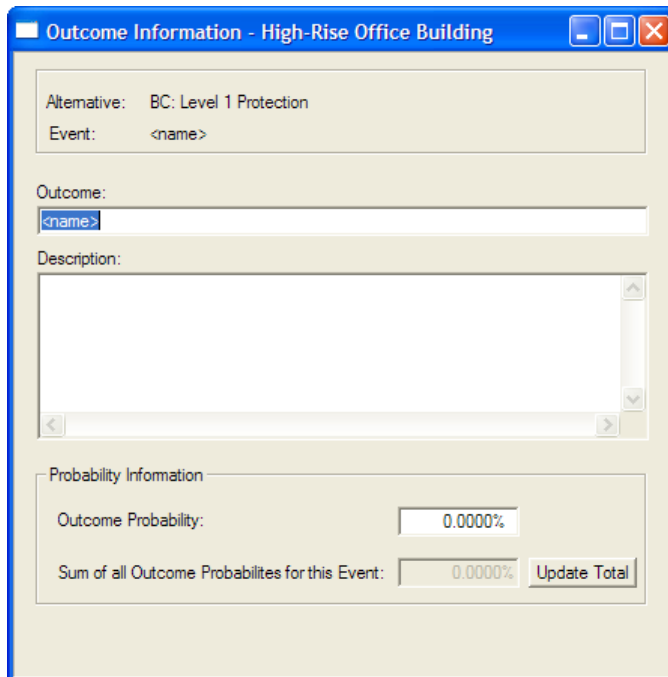 Outcome Information - High-Rise Office Building
Alternative: BC: Level 1 Protection
Event: <name>
Outcome:
<name>
Description:
Probability Information
Outcome Probability: 0.0000%
Sum of all Outcome Probabilites for this Event: 0.0000% Update Total